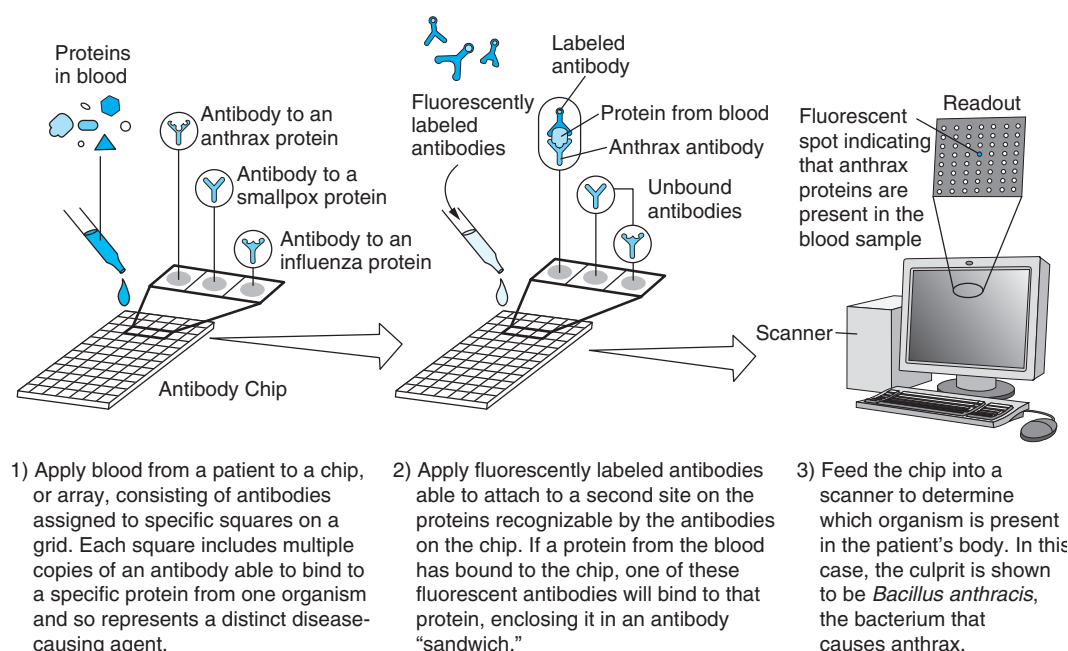 Proteins
in blood
Antibody to an
anthrax protein
Antibody to a
smallpox protein
Antibody to an
influenza protein
Antibody Chip
Labeled
antibody
Fluorescently
labeled
antibodies
Protein from blood
Anthrax antibody
Unbound
antibodies
Readout
Fluorescent
spot indicating
that anthrax
proteins are
present in the
blood sample
Scanner
1) Apply blood from a patient to a chip,
or array, consisting of antibodies
assigned to specific squares on a
grid. Each square includes multiple
copies of an antibody able to bind to
a specific protein from one organism
and so represents a distinct disease-
causing agent.
2) Apply fluorescently labeled antibodies
able to attach to a second site on the
proteins recognizable by the antibodies
on the chip. If a protein from the blood
has bound to the chip, one of these
fluorescent antibodies will bind to that
protein, enclosing it in an antibody
“sandwich.”
3) Feed the chip into a
scanner to determine
which organism is present
in the patient’s body. In this
case, the culprit is shown
to be Bacillus anthracis,
the bacterium that
causes anthrax.